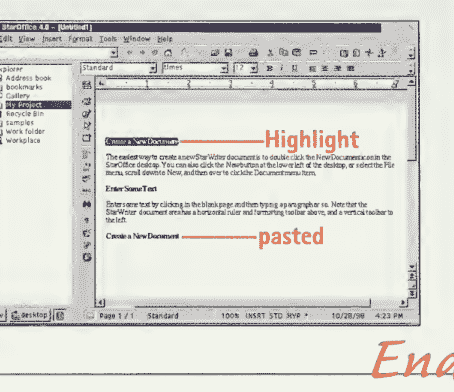 StarOffice 4.0 - [Untitled1]
Edit View Insert Format Tools Window Help
Standard
Times
12
B i U
xplorer
Address book
bookmarks
Gallery
My Project
Recycle Bin
samples
work folder
workplace
Create a New Document
Highlight
The easiest way to create a new StarWriter document is to double click the New Document icon in the
StarOffice desktop. You can also click the New button at the lower left of the desktop, or select the File
menu, scroll down to New, and then over to click the Document menu item.
Enter Some Text
Enter some text by clicking in the blank page and then typing a paragraph or so. Note that the
StarWriter document area has a horizontal ruler and formatting toolbar above, and a vertical toolbar to
the left.
Create a New Document
pasted
desktop
Page 1 / 1 Standard 100% INSRT STD HYP * 10/28/98 4:23 PM
End